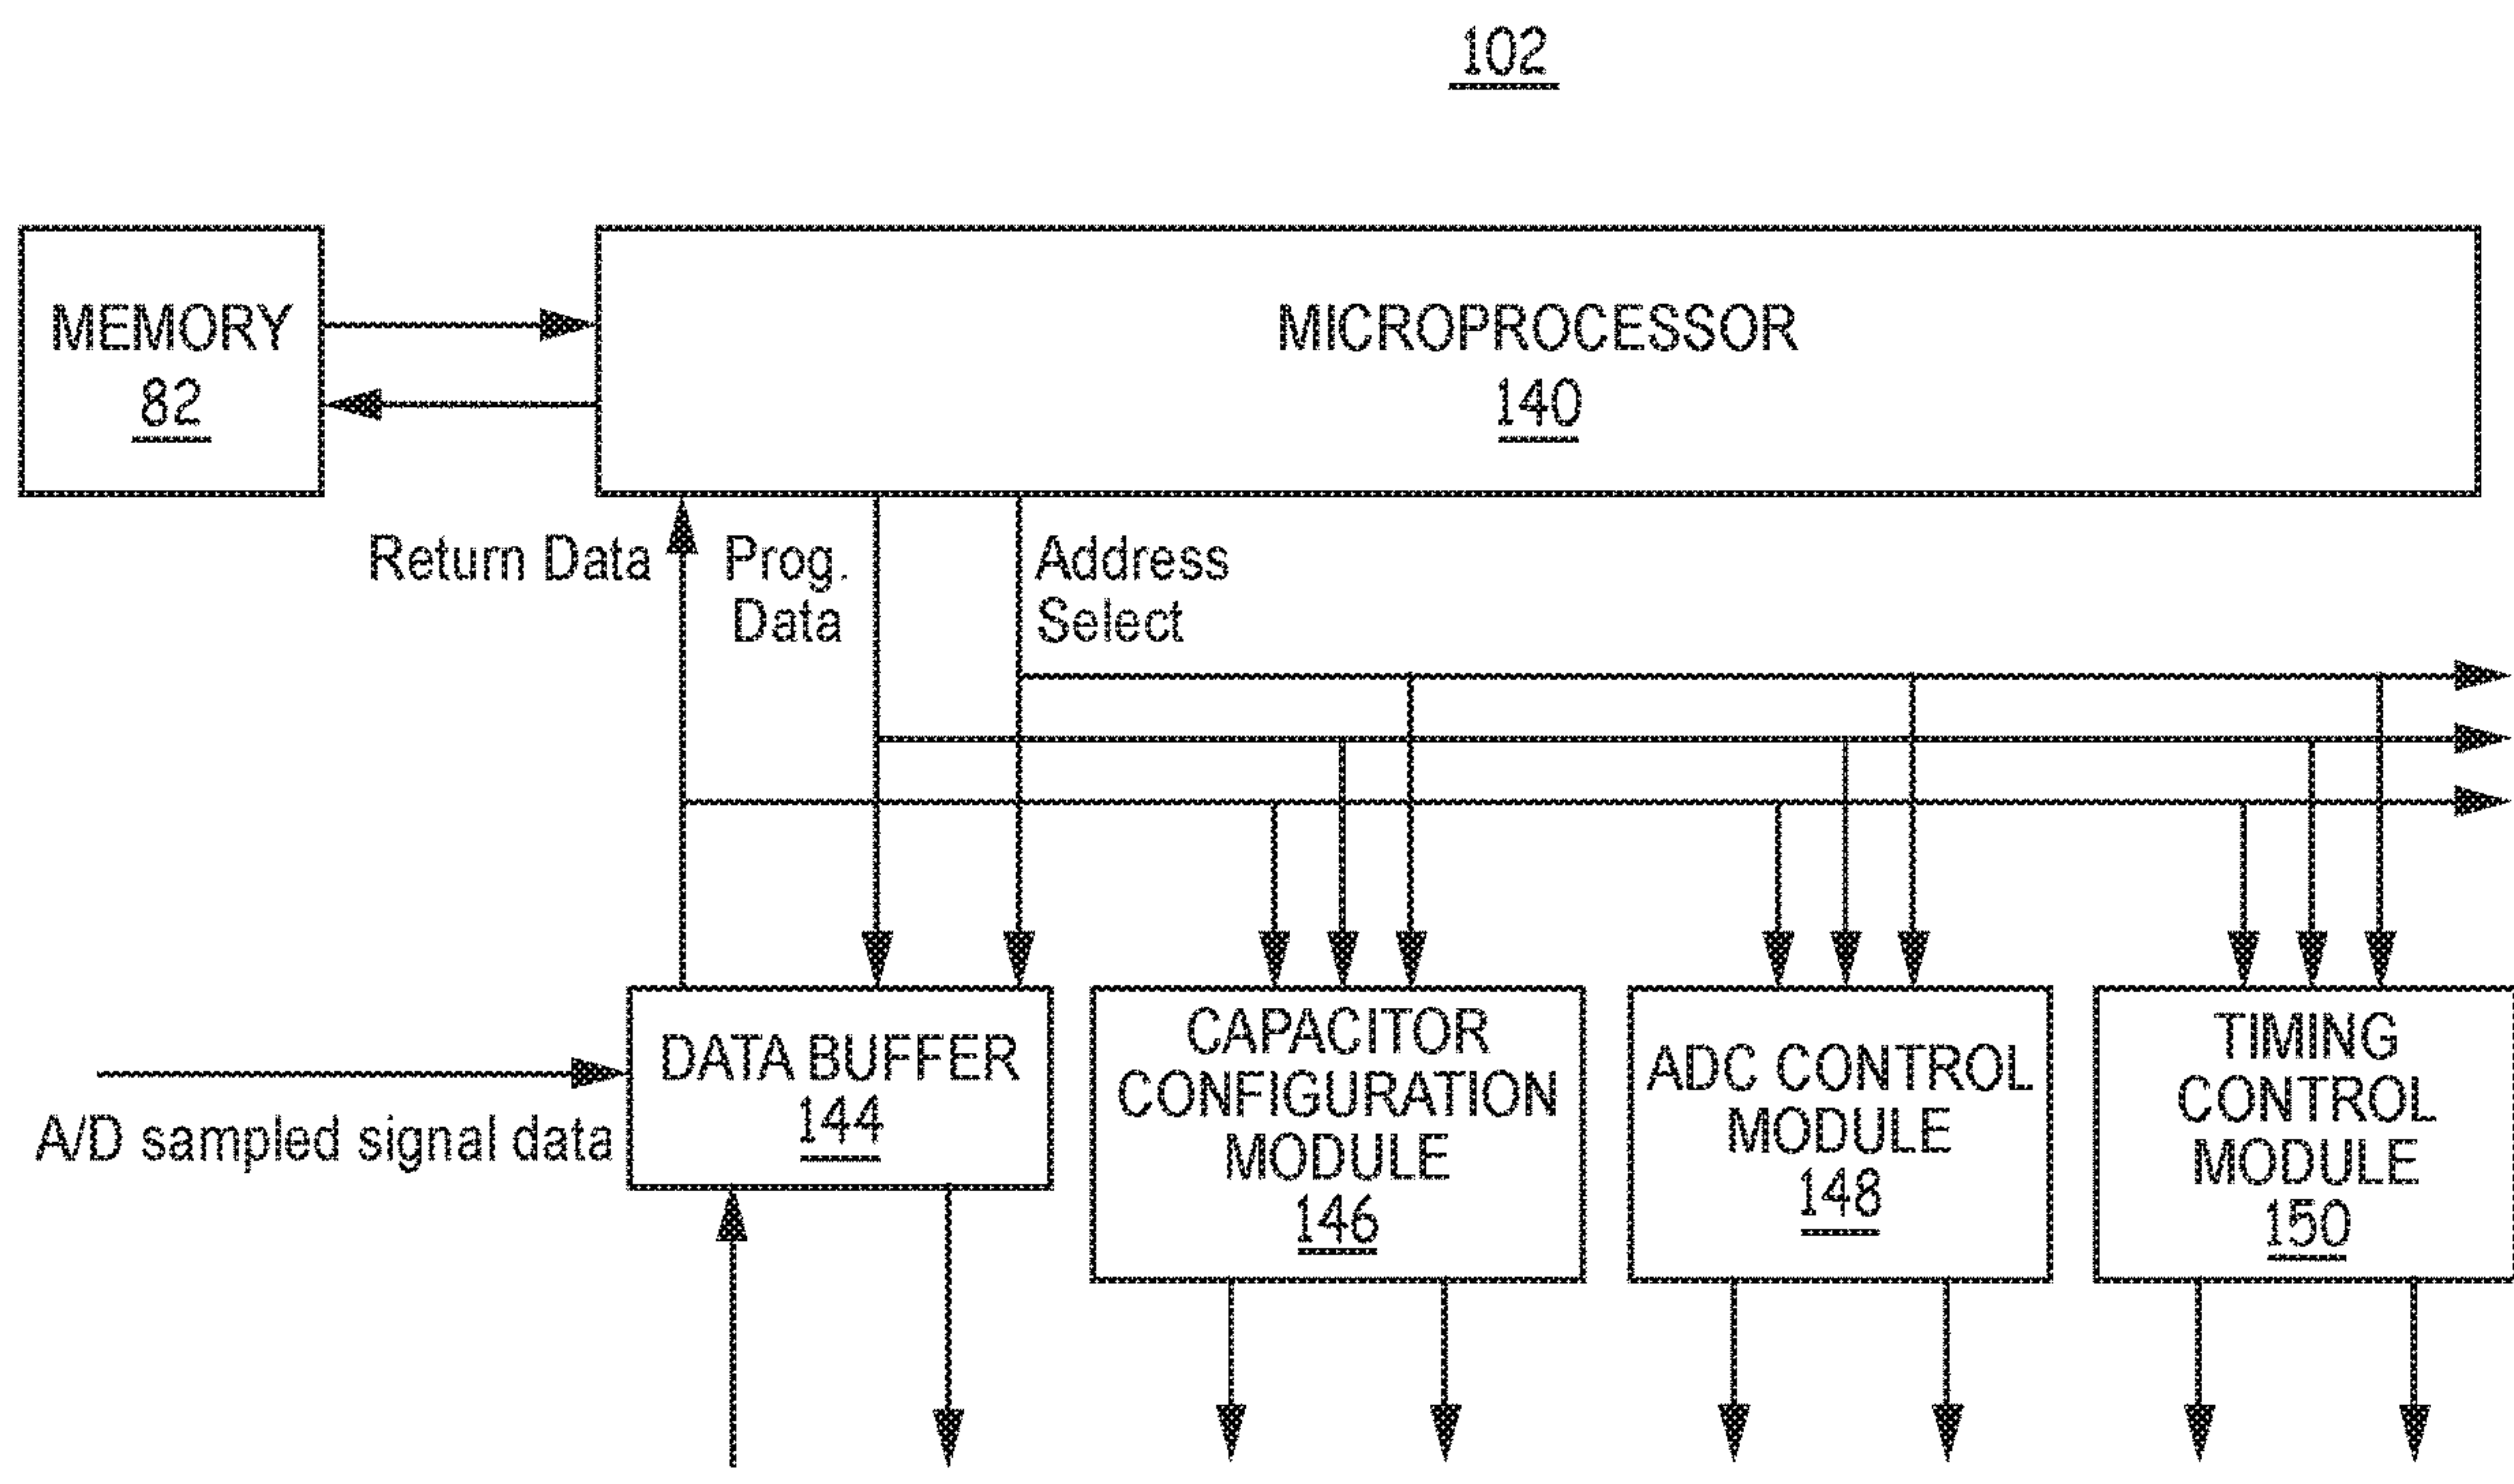 102
MEMORY
82
MICROPROCESSOR
140
Return Data
Prog.
Data
Address
Select
A/D sampled signal data
DATA BUFFER
144
CAPACITOR
CONFIGURATION
MODULE
146
ADC CONTROL
MODULE
148
TIMING
CONTROL
MODULE
150